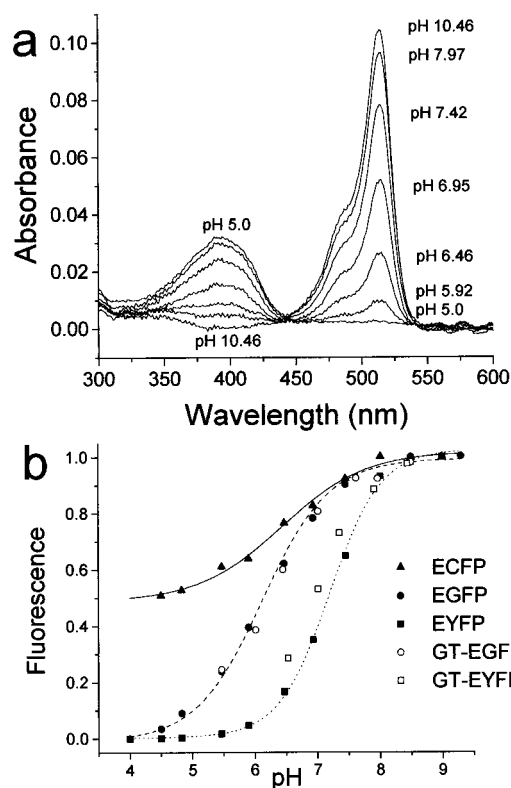 a
Absorbance
0.10
0.08
0.06
0.04
0.02
0.00
pH 10.46
pH 7.97
pH 7.42
pH 6.95
pH 6.46
pH 5.92
pH 5.0
pH 5.0
pH 10.46
300 350 400 450 500 550 600
Wavelength (nm)
b
Fluorescence
1.0
0.8
0.6
0.4
0.2
0.0
ECFP
EGFP
EYFP
GT-EGF
GT-EYF
4 5 6 7 8 9
pH